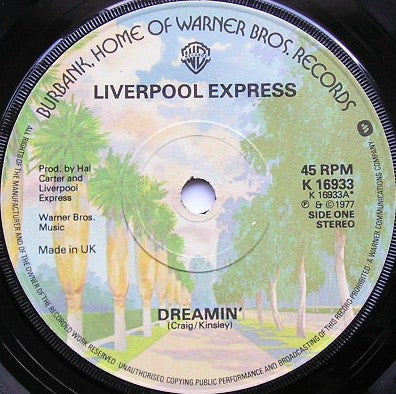 BURBANK, HOME OF WARNER BROS. RECORDS
LIVERPOOL EXPRESS
Prod. by Hal
Carter and Liverpool
Express
Warner Bros.
Music
Made in UK
45 RPM
K 16933
K 16933A*
℗ & © 1977
SIDE ONE
STEREO
DREAMIN'
(Craig/Kinsley)
ALL RIGHTS OF THE MANUFACTURER AND OF THE OWNER OF THE RECORDED WORK RESERVED UNAUTHORISED COPYING PUBLIC PERFORMANCE AND BROADCASTING OF THIS RECORD PROHIBITED. A WARNER COMMUNICATIONS COMPANY.